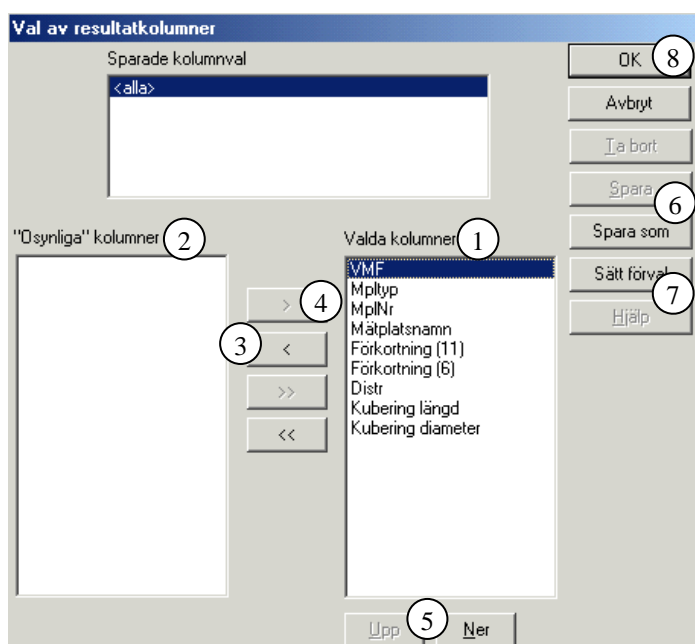 Val av resultatkolumner
Sparade kolumnval
<alla>
OK
8
Avbryt
Ta bort
Spara
6
Spara som
Sätt förval
7
Hjälp
"Osynliga" kolumner
2
Valda kolumner
1
>
4
3
<
>>
<<
VMF
Mpltyp
MplNr
Mätplatsnamn
Förkortning (11)
Förkortning (6)
Distr
Kubering längd
Kubering diameter
Upp
5
Ner